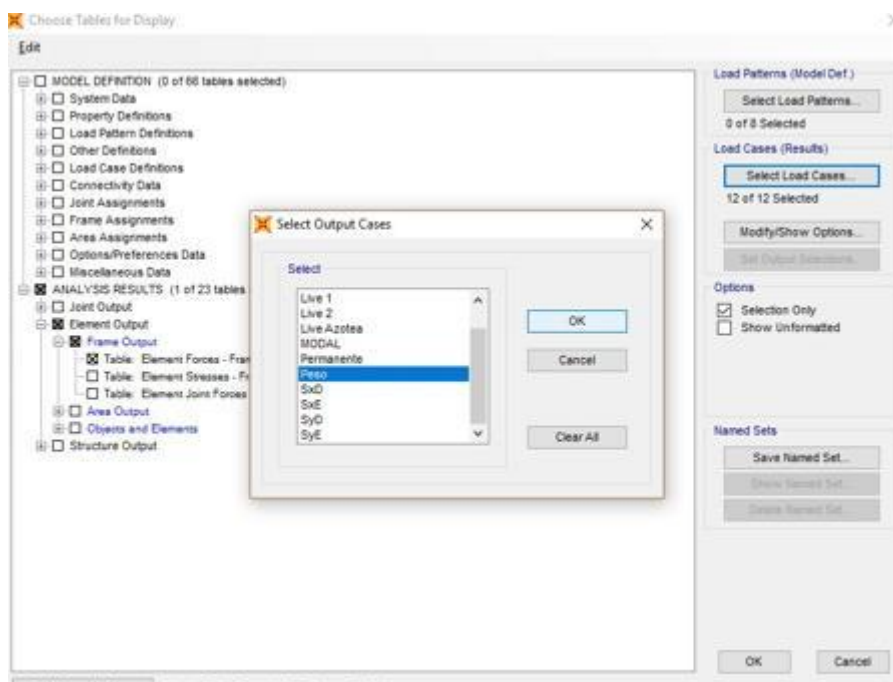 Choose Tables for Display
Edit
MODEL DEFINITION (0 of 66 tables selected)
System Data
Property Definitions
Load Pattern Definitions
Other Definitions
Load Case Definitions
Connectivity Data
Joint Assignments
Frame Assignments
Area Assignments
Options/Preferences Data
Miscellaneous Data
ANALYSIS RESULTS (1 of 23 tables
Joint Output
Element Output
Frame Output
Table: Element Forces - Fra
Table: Element Stresses - Fr
Table: Element Joint Forces
Area Output
Objects and Elements
Structure Output
Select Output Cases
Select
Live 1
Live 2
Live Azotea
MODAL
Permanente
Peso
SxD
SxE
SyD
SyE
OK
Cancel
Clear All
Load Patterns (Model Def.)
Select Load Patterns...
0 of 8 Selected
Load Cases (Results)
Select Load Cases...
12 of 12 Selected
Modify/Show Options...
Set Output Selections...
Options
Selection Only
Show Unformatted
Named Sets
Save Named Set...
Show Named Set...
Delete Named Set...
OK
Cancel